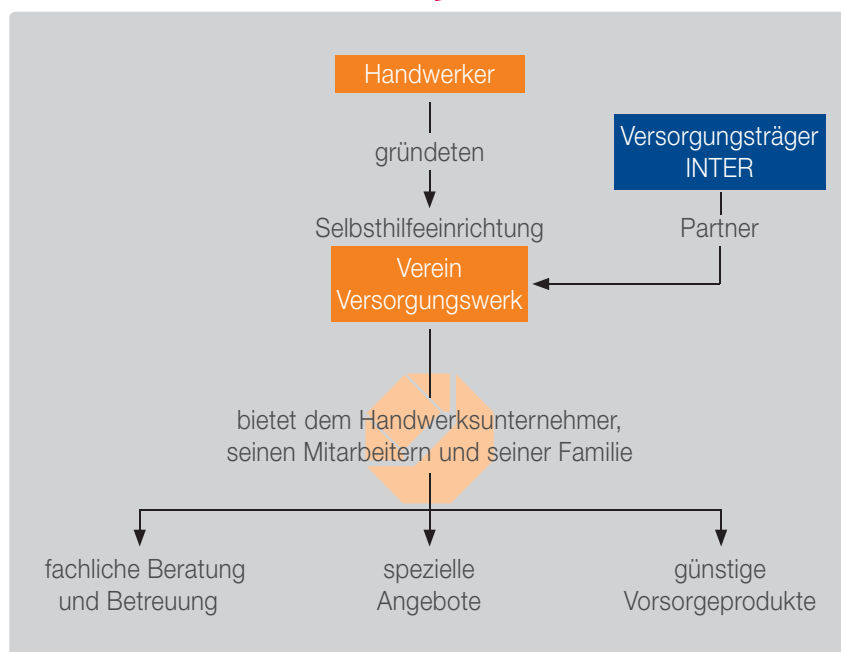 Handwerker
gründeten
Versorgungsträger
INTER
Selbsthilfeeinrichtung
Partner
Verein
Versorgungswerk
bietet dem Handwerksunternehmer,
seinen Mitarbeitern und seiner Familie
fachliche Beratung
und Betreuung
spezielle
Angebote
günstige
Vorsorgeprodukte